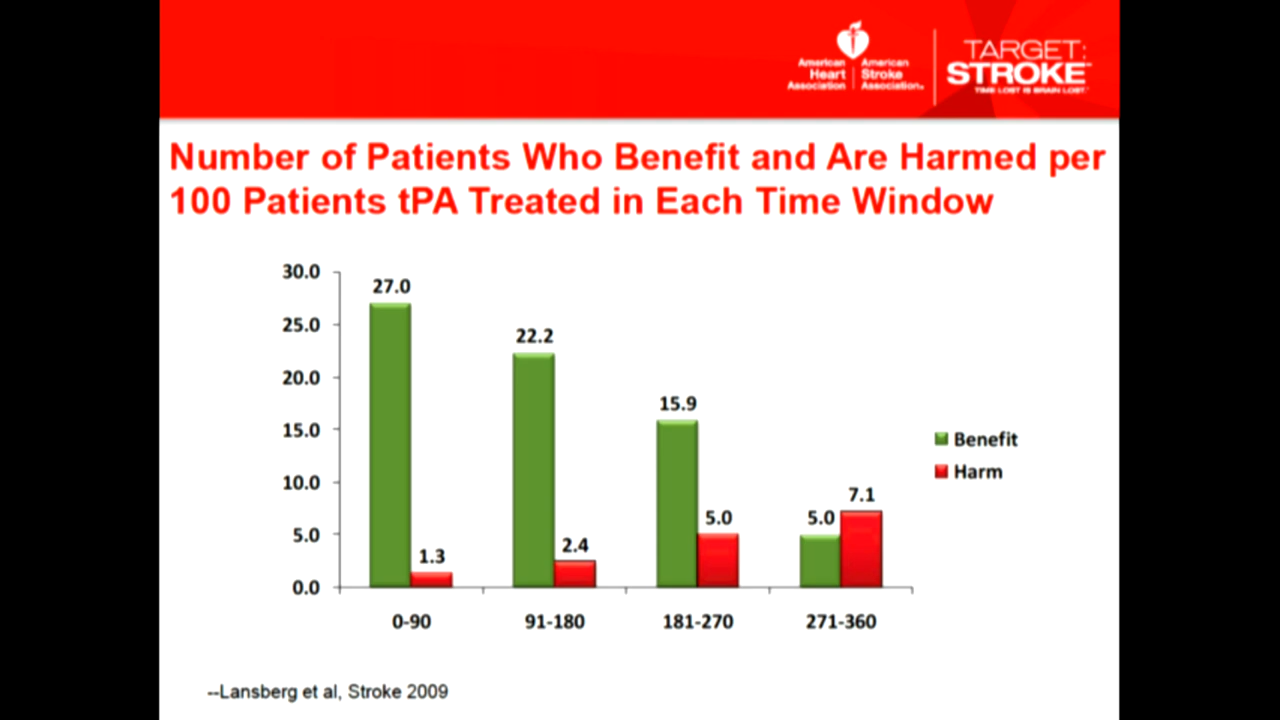 American
Heart
Association
American
Stroke
Association®
TARGET:
STROKE
TIME LOST IS BRAIN LOST.
Number of Patients Who Benefit and Are Harmed per
100 Patients tPA Treated in Each Time Window
30.0
25.0
20.0
15.0
10.0
5.0
0.0
27.0
1.3
22.2
2.4
15.9
5.0
5.0
7.1
0-90
91-180
181-270
271-360
Benefit
Harm
--Lansberg et al, Stroke 2009